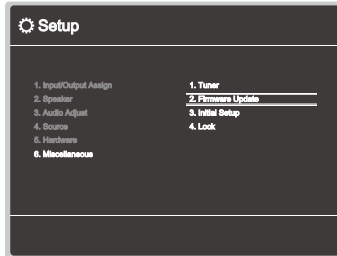 Setup
1. Input/Output Assign
2. Speaker
3. Audio Adjust
4. Source
5. Hardware
6. Miscellaneous
1. Tuner
2. Firmware Update
3. Initial Setup
4. Lock